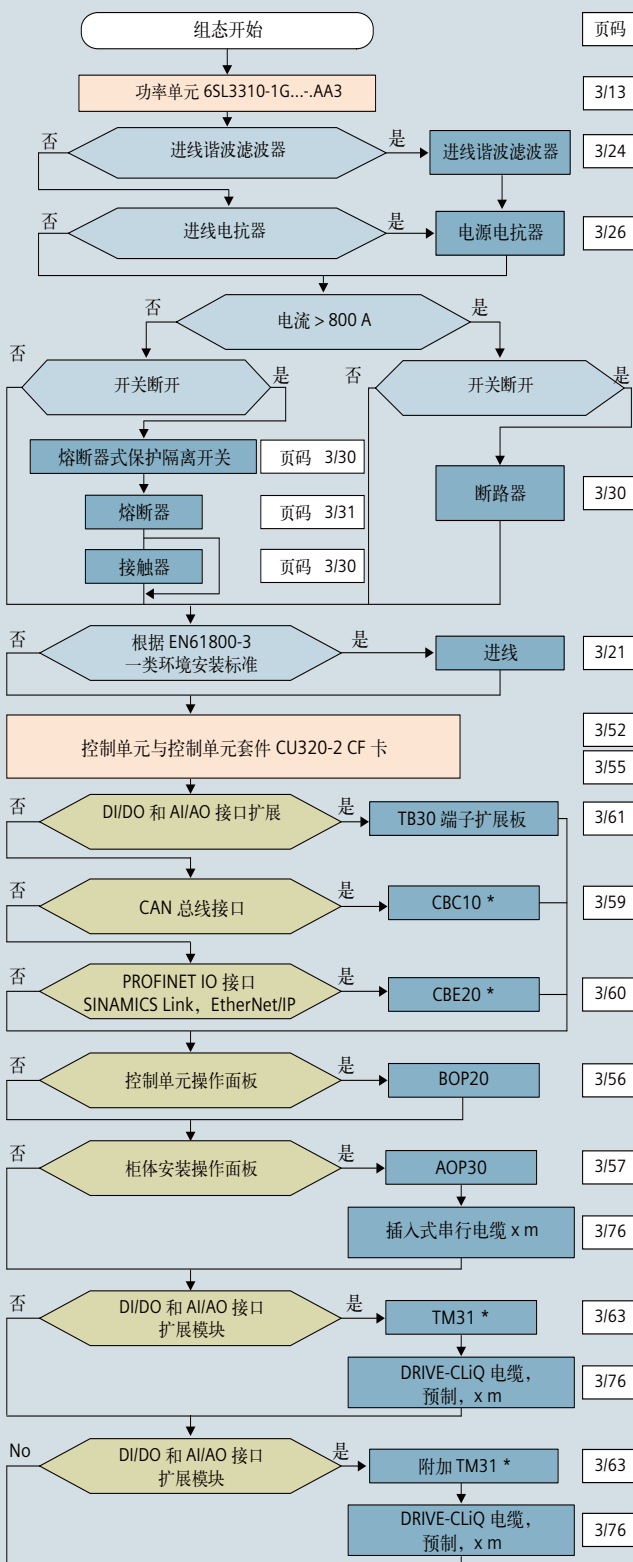 组态开始
页码
功率单元 6SL3310-1G...-.AA3
3/13
否
进线谐波滤波器
是
进线谐波滤波器
3/24
否
进线电抗器
是
电源电抗器
3/26
否
电流 > 800 A
是
否
开关断开
是
否
开关断开
是
熔断器式保护隔离开关
页码 3/30
断路器
3/30
熔断器
页码 3/31
接触器
页码 3/30
否
根据 EN61800-3
一类环境安装标准
是
进线
3/21
控制单元与控制单元套件 CU320-2 CF 卡
3/52
3/55
否
DI/DO 和 AI/AO 接口扩展
是
TB30 端子扩展板
3/61
否
CAN 总线接口
是
CBC10 *
3/59
否
PROFINET IO 接口
SINAMICS Link，EtherNet/IP
是
CBE20 *
3/60
否
控制单元操作面板
是
BOP20
3/56
否
柜体安装操作面板
是
AOP30
3/57
插入式串行电缆 x m
3/76
否
DI/DO 和 AI/AO 接口
扩展模块
是
TM31 *
3/63
DRIVE-CLiQ 电缆，
预制，x m
3/76
No
DI/DO 和 AI/AO 接口
扩展模块
是
附加 TM31 *
3/63
DRIVE-CLiQ 电缆，
预制，x m
3/76